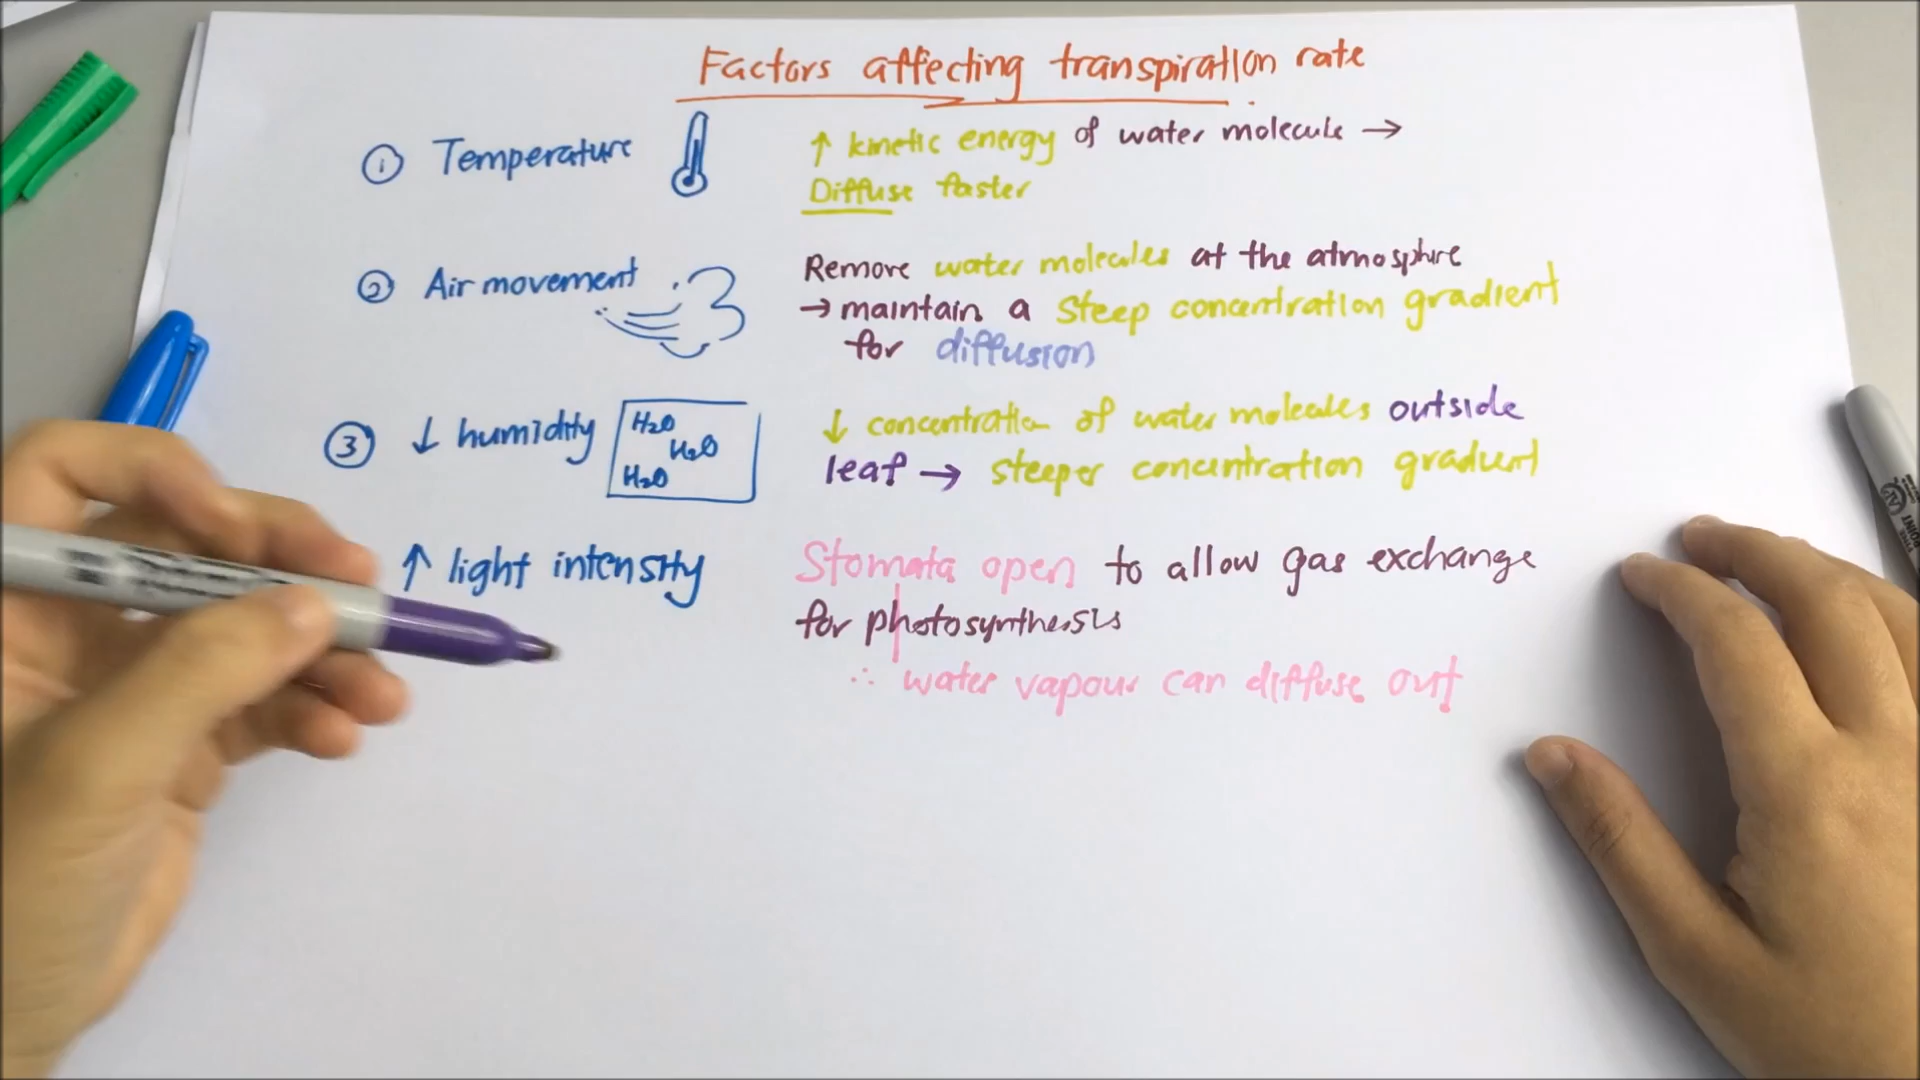 Factors affecting transpiration rate
① Temperature
↑ kinetic energy of water molecule →
Diffuse faster
② Air movement
Remove water molecules at the atmosphire
→ maintain a steep concentration gradient
for diffusion
③ ↓ humidity
H₂O
H₂O
H₂O
↓ concentration of water molecules outside
leaf → steeper concentration gradient
↑ light intensity
Stomata open to allow gas exchange
for photosynthesis
∴ water vapour can diffuse out